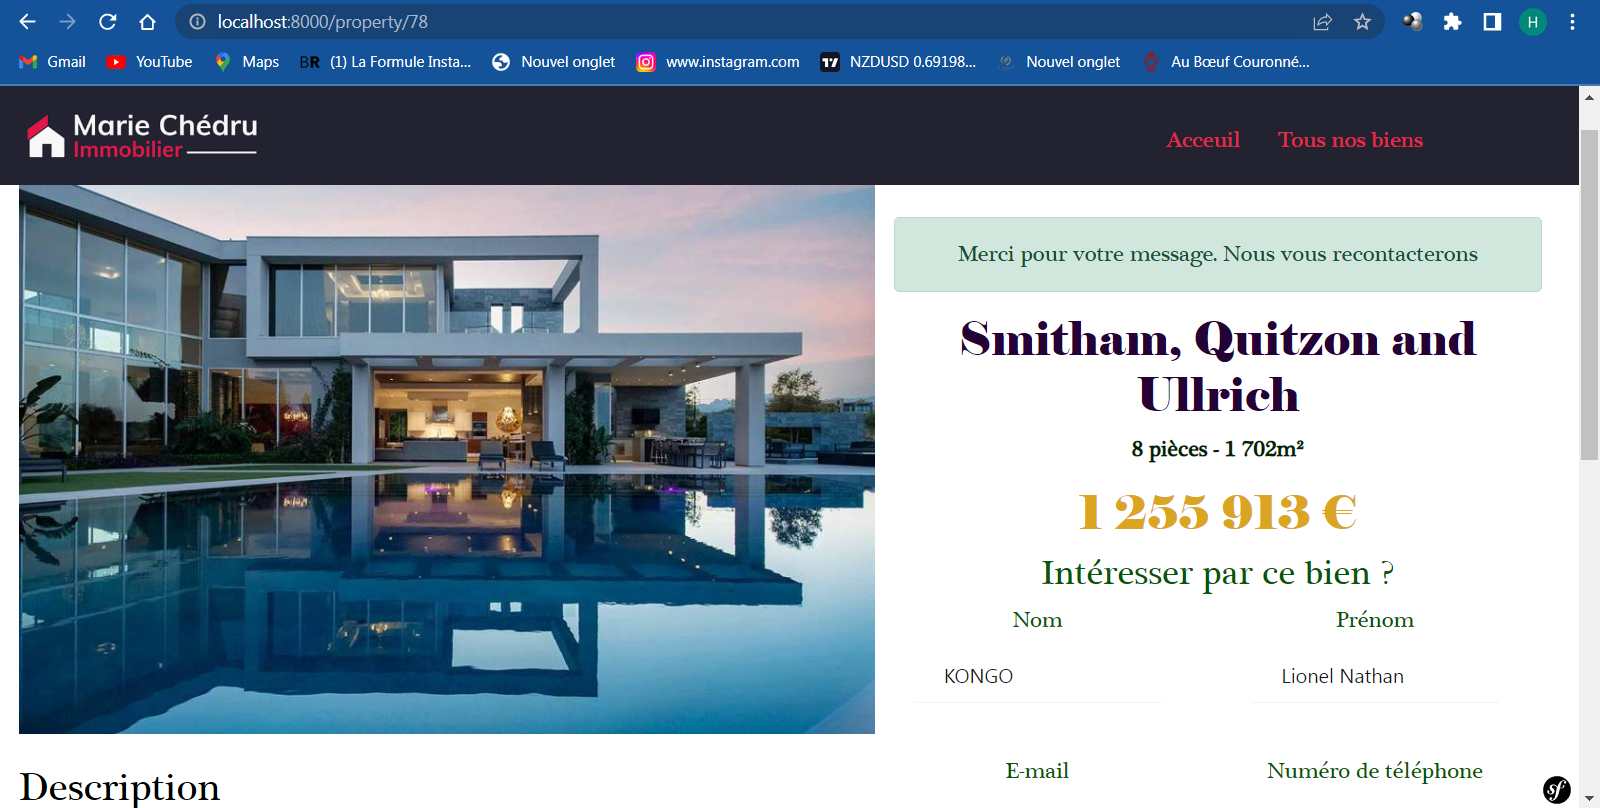 localhost:8000/property/78
H
Gmail
YouTube
Maps
BR (1) La Formule Insta...
Nouvel onglet
www.instagram.com
NZDUSD 0.69198...
Nouvel onglet
Au Bœuf Couronné...
Marie Chédru
Immobilier
Acceuil
Tous nos biens
Merci pour votre message. Nous vous recontacterons
Smitham, Quitzon and
Ullrich
8 pièces - 1 702m²
1 255 913 €
Intéresser par ce bien ?
Nom
Prénom
KONGO
Lionel Nathan
E-mail
Numéro de téléphone
Description
sf